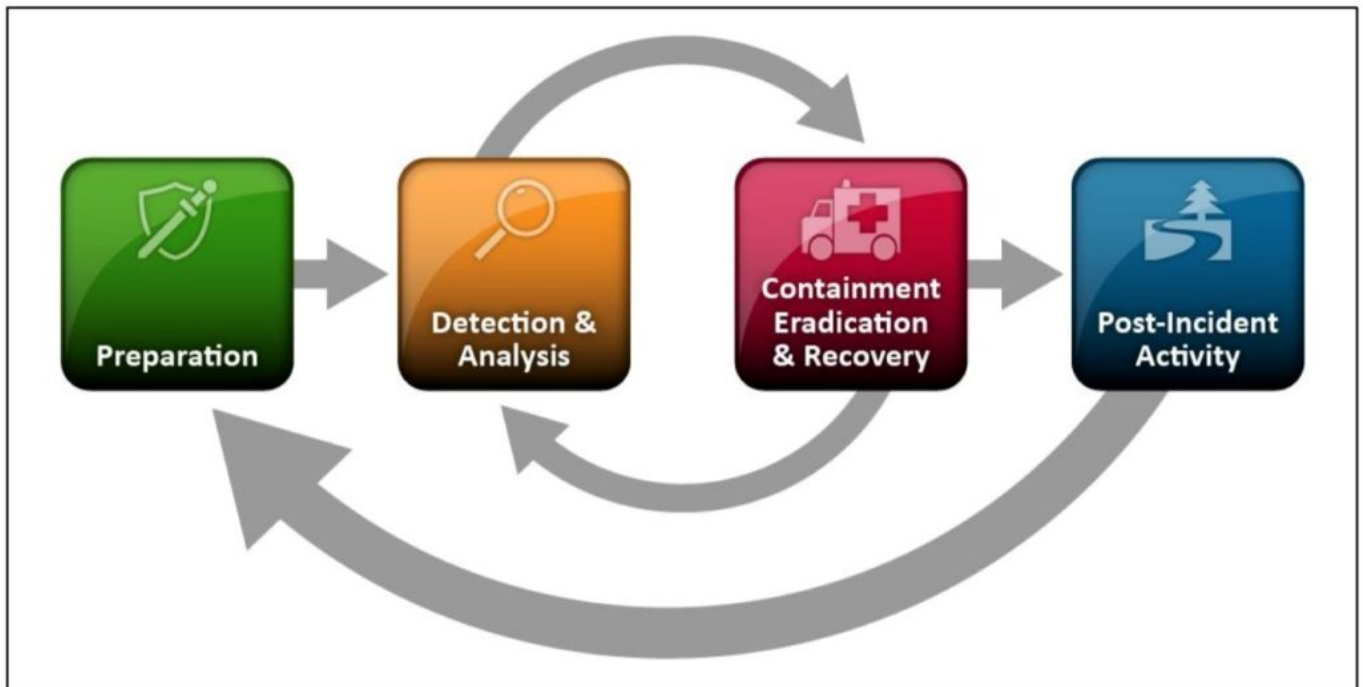 Preparation
Detection &
Analysis
Containment
Eradication
& Recovery
Post-Incident
Activity